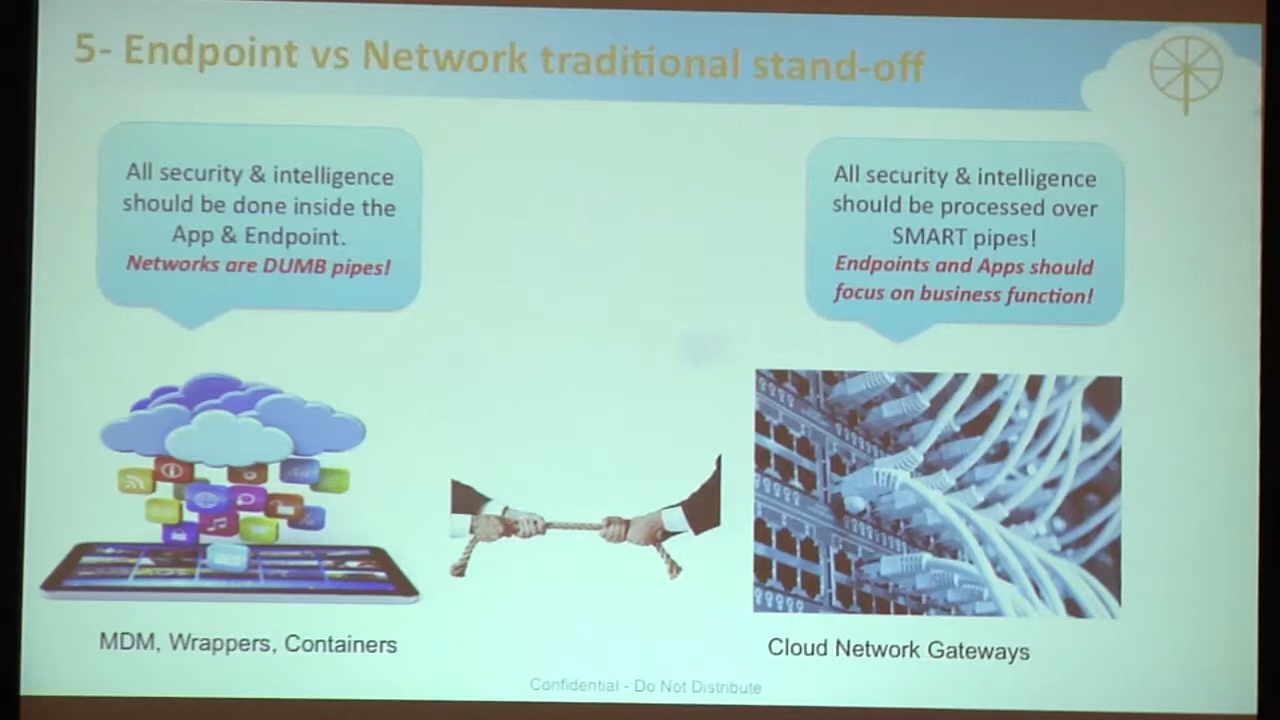 5- Endpoint vs Network traditional stand-off
All security & intelligence
should be done inside the
App & Endpoint.
Networks are DUMB pipes!
All security & intelligence
should be processed over
SMART pipes!
Endpoints and Apps should
focus on business function!
MDM, Wrappers, Containers
Cloud Network Gateways
Confidential - Do Not Distribute